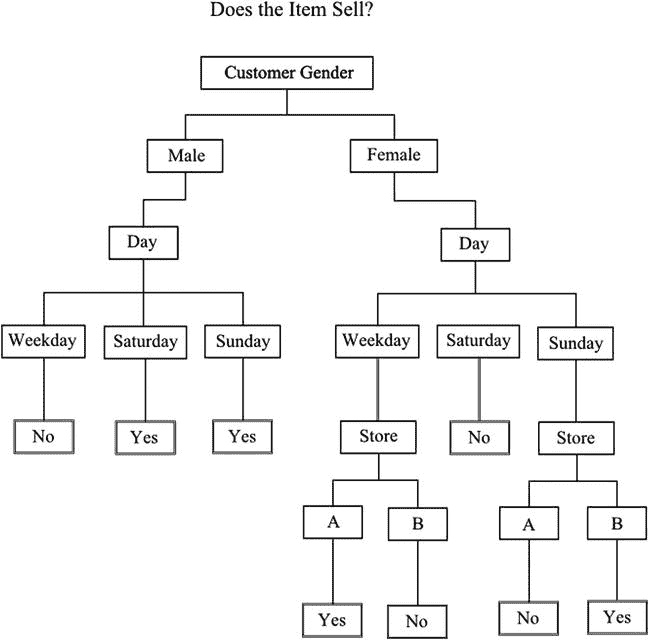 Does the Item Sell?
Customer Gender
Male
Female
Day
Day
Weekday
Saturday
Sunday
Weekday
Saturday
Sunday
No
Yes
Yes
Store
No
Store
A
B
A
B
Yes
No
No
Yes